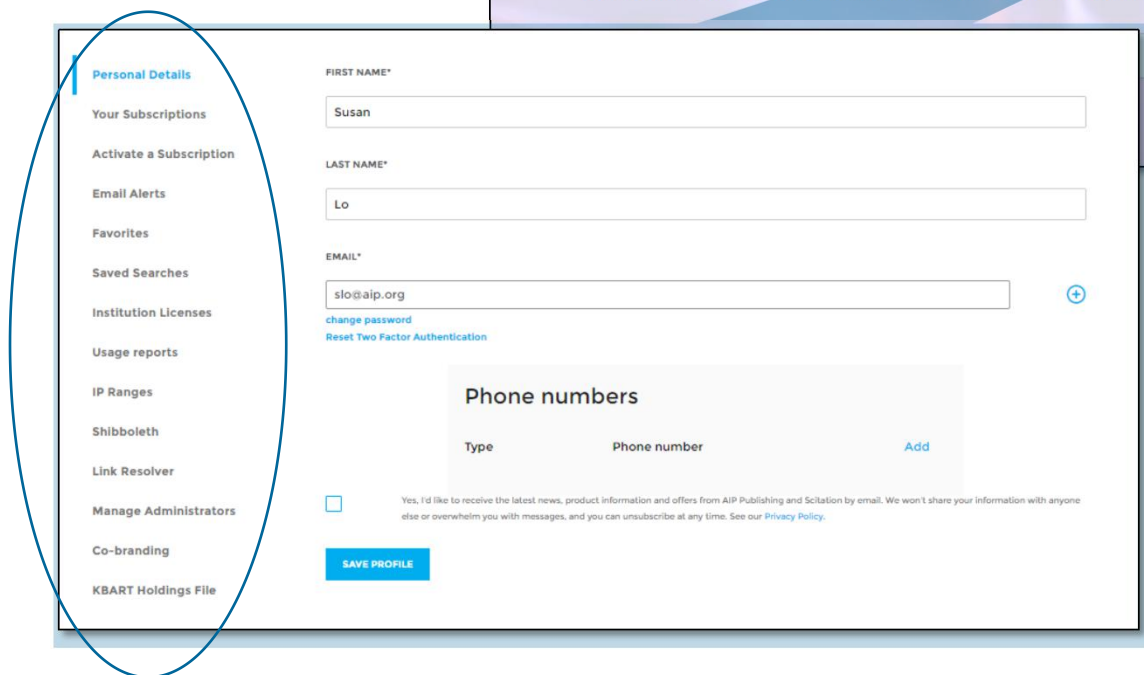 Personal Details
Your Subscriptions
Activate a Subscription
Email Alerts
Favorites
Saved Searches
Institution Licenses
Usage reports
IP Ranges
Shibboleth
Link Resolver
Manage Administrators
Co-branding
KBART Holdings File
FIRST NAME*
Susan
LAST NAME*
Lo
EMAIL*
slo@aip.org
change password
Reset Two Factor Authentication
Phone numbers
Type Phone number Add
Yes, I'd like to receive the latest news, product information and offers from AIP Publishing and Scitation by email. We won't share your information with anyone
else or overwhelm you with messages, and you can unsubscribe at any time. See our Privacy Policy.
SAVE PROFILE